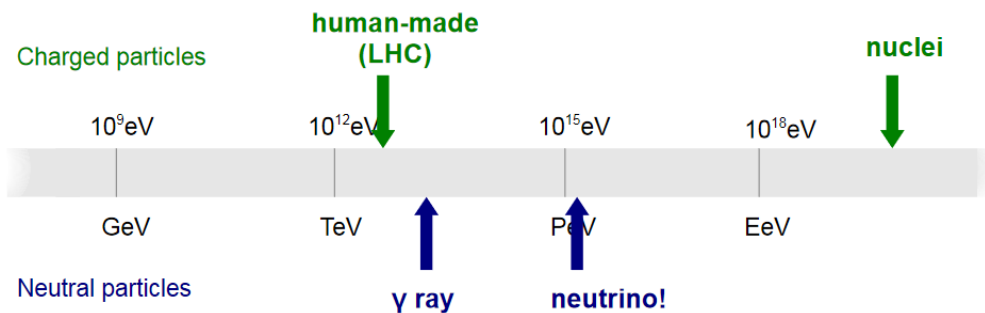 human-made
(LHC)
nuclei
Charged particles
10⁹eV 10¹²eV 10¹⁵eV 10¹⁸eV
GeV TeV PeV EeV
Neutral particles
γ ray neutrino!